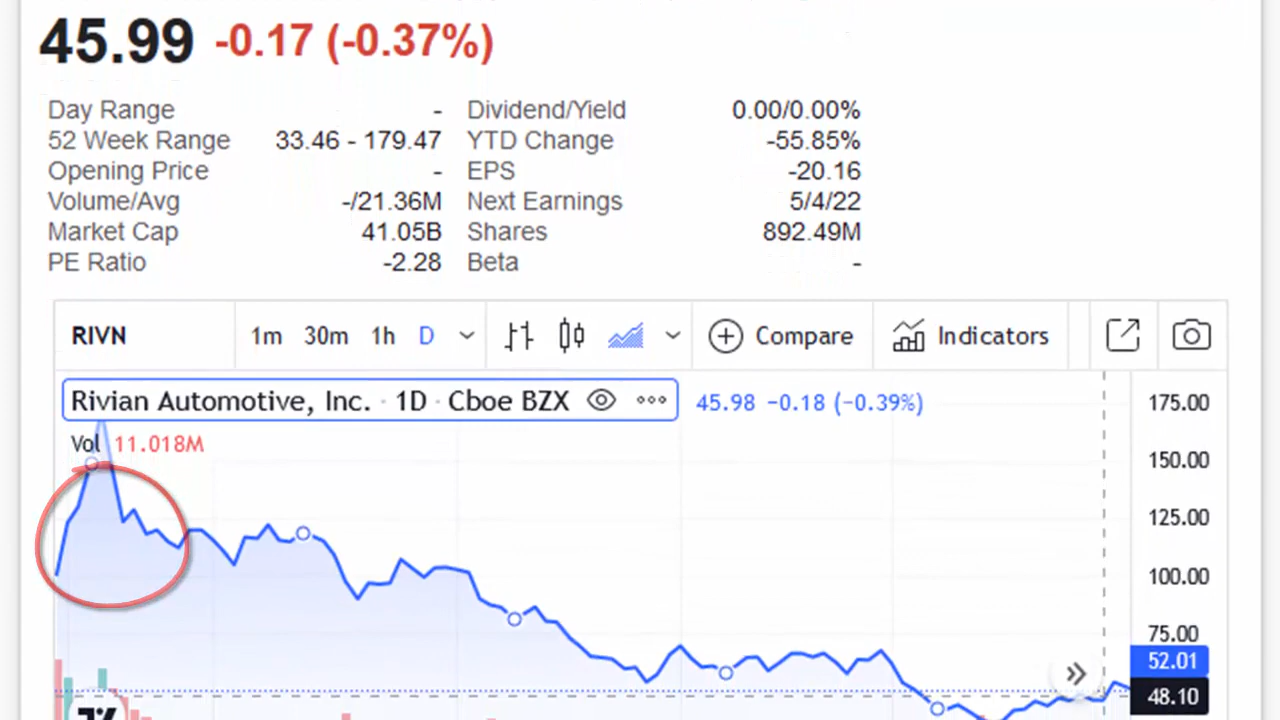 45.99 -0.17 (-0.37%)
Day Range - Dividend/Yield 0.00/0.00%
52 Week Range 33.46 - 179.47 YTD Change -55.85%
Opening Price - EPS -20.16
Volume/Avg -/21.36M Next Earnings 5/4/22
Market Cap 41.05B Shares 892.49M
PE Ratio -2.28 Beta -
RIVN 1m 30m 1h D Compare Indicators
Rivian Automotive, Inc. · 1D · Cboe BZX 45.98 -0.18 (-0.39%)
Vol 11.018M
175.00
150.00
125.00
100.00
75.00
52.01
48.10